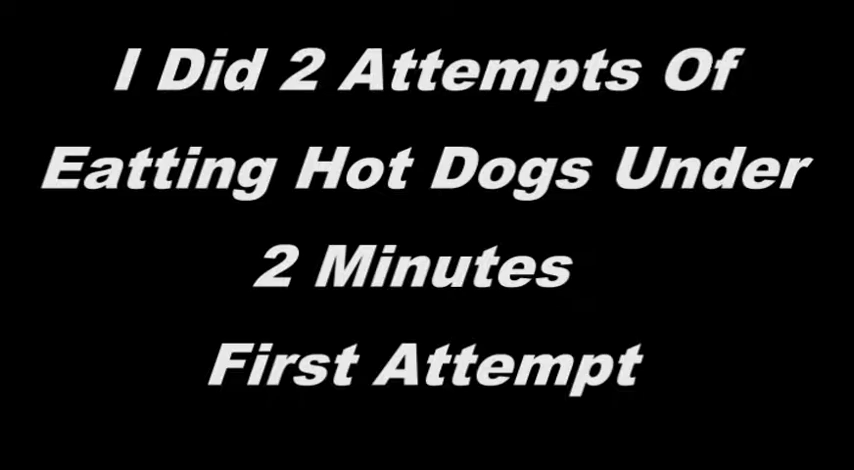 I Did 2 Attempts Of
Eatting Hot Dogs Under
2 Minutes
First Attempt